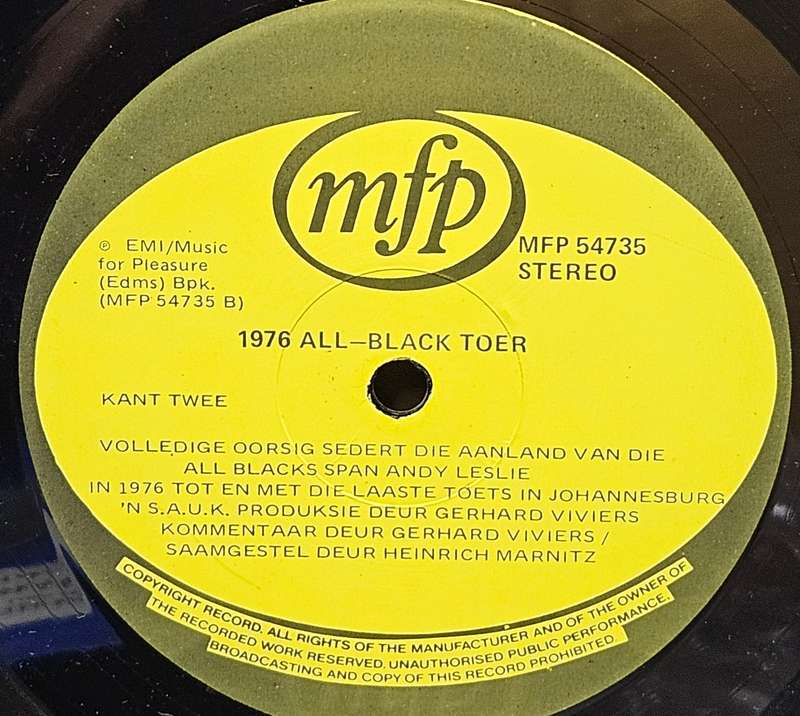 mfp
℗ EMI/Music
for Pleasure
(Edms) Bpk.
(MFP 54735 B)
MFP 54735
STEREO
1976 ALL–BLACK TOER
KANT TWEE
VOLLEDIGE OORSIG SEDERT DIE AANLAND VAN DIE
ALL BLACKS SPAN ANDY LESLIE
IN 1976 TOT EN MET DIE LAASTE TOETS IN JOHANNESBURG
'N S.A.U.K. PRODUKSIE DEUR GERHARD VIVIERS
KOMMENTAAR DEUR GERHARD VIVIERS /
SAAMGESTEL DEUR HEINRICH MARNITZ
COPYRIGHT RECORD. ALL RIGHTS OF THE MANUFACTURER AND OF THE OWNER OF
THE RECORDED WORK RESERVED. UNAUTHORISED PUBLIC PERFORMANCE,
BROADCASTING AND COPY OF THIS RECORD PROHIBITED